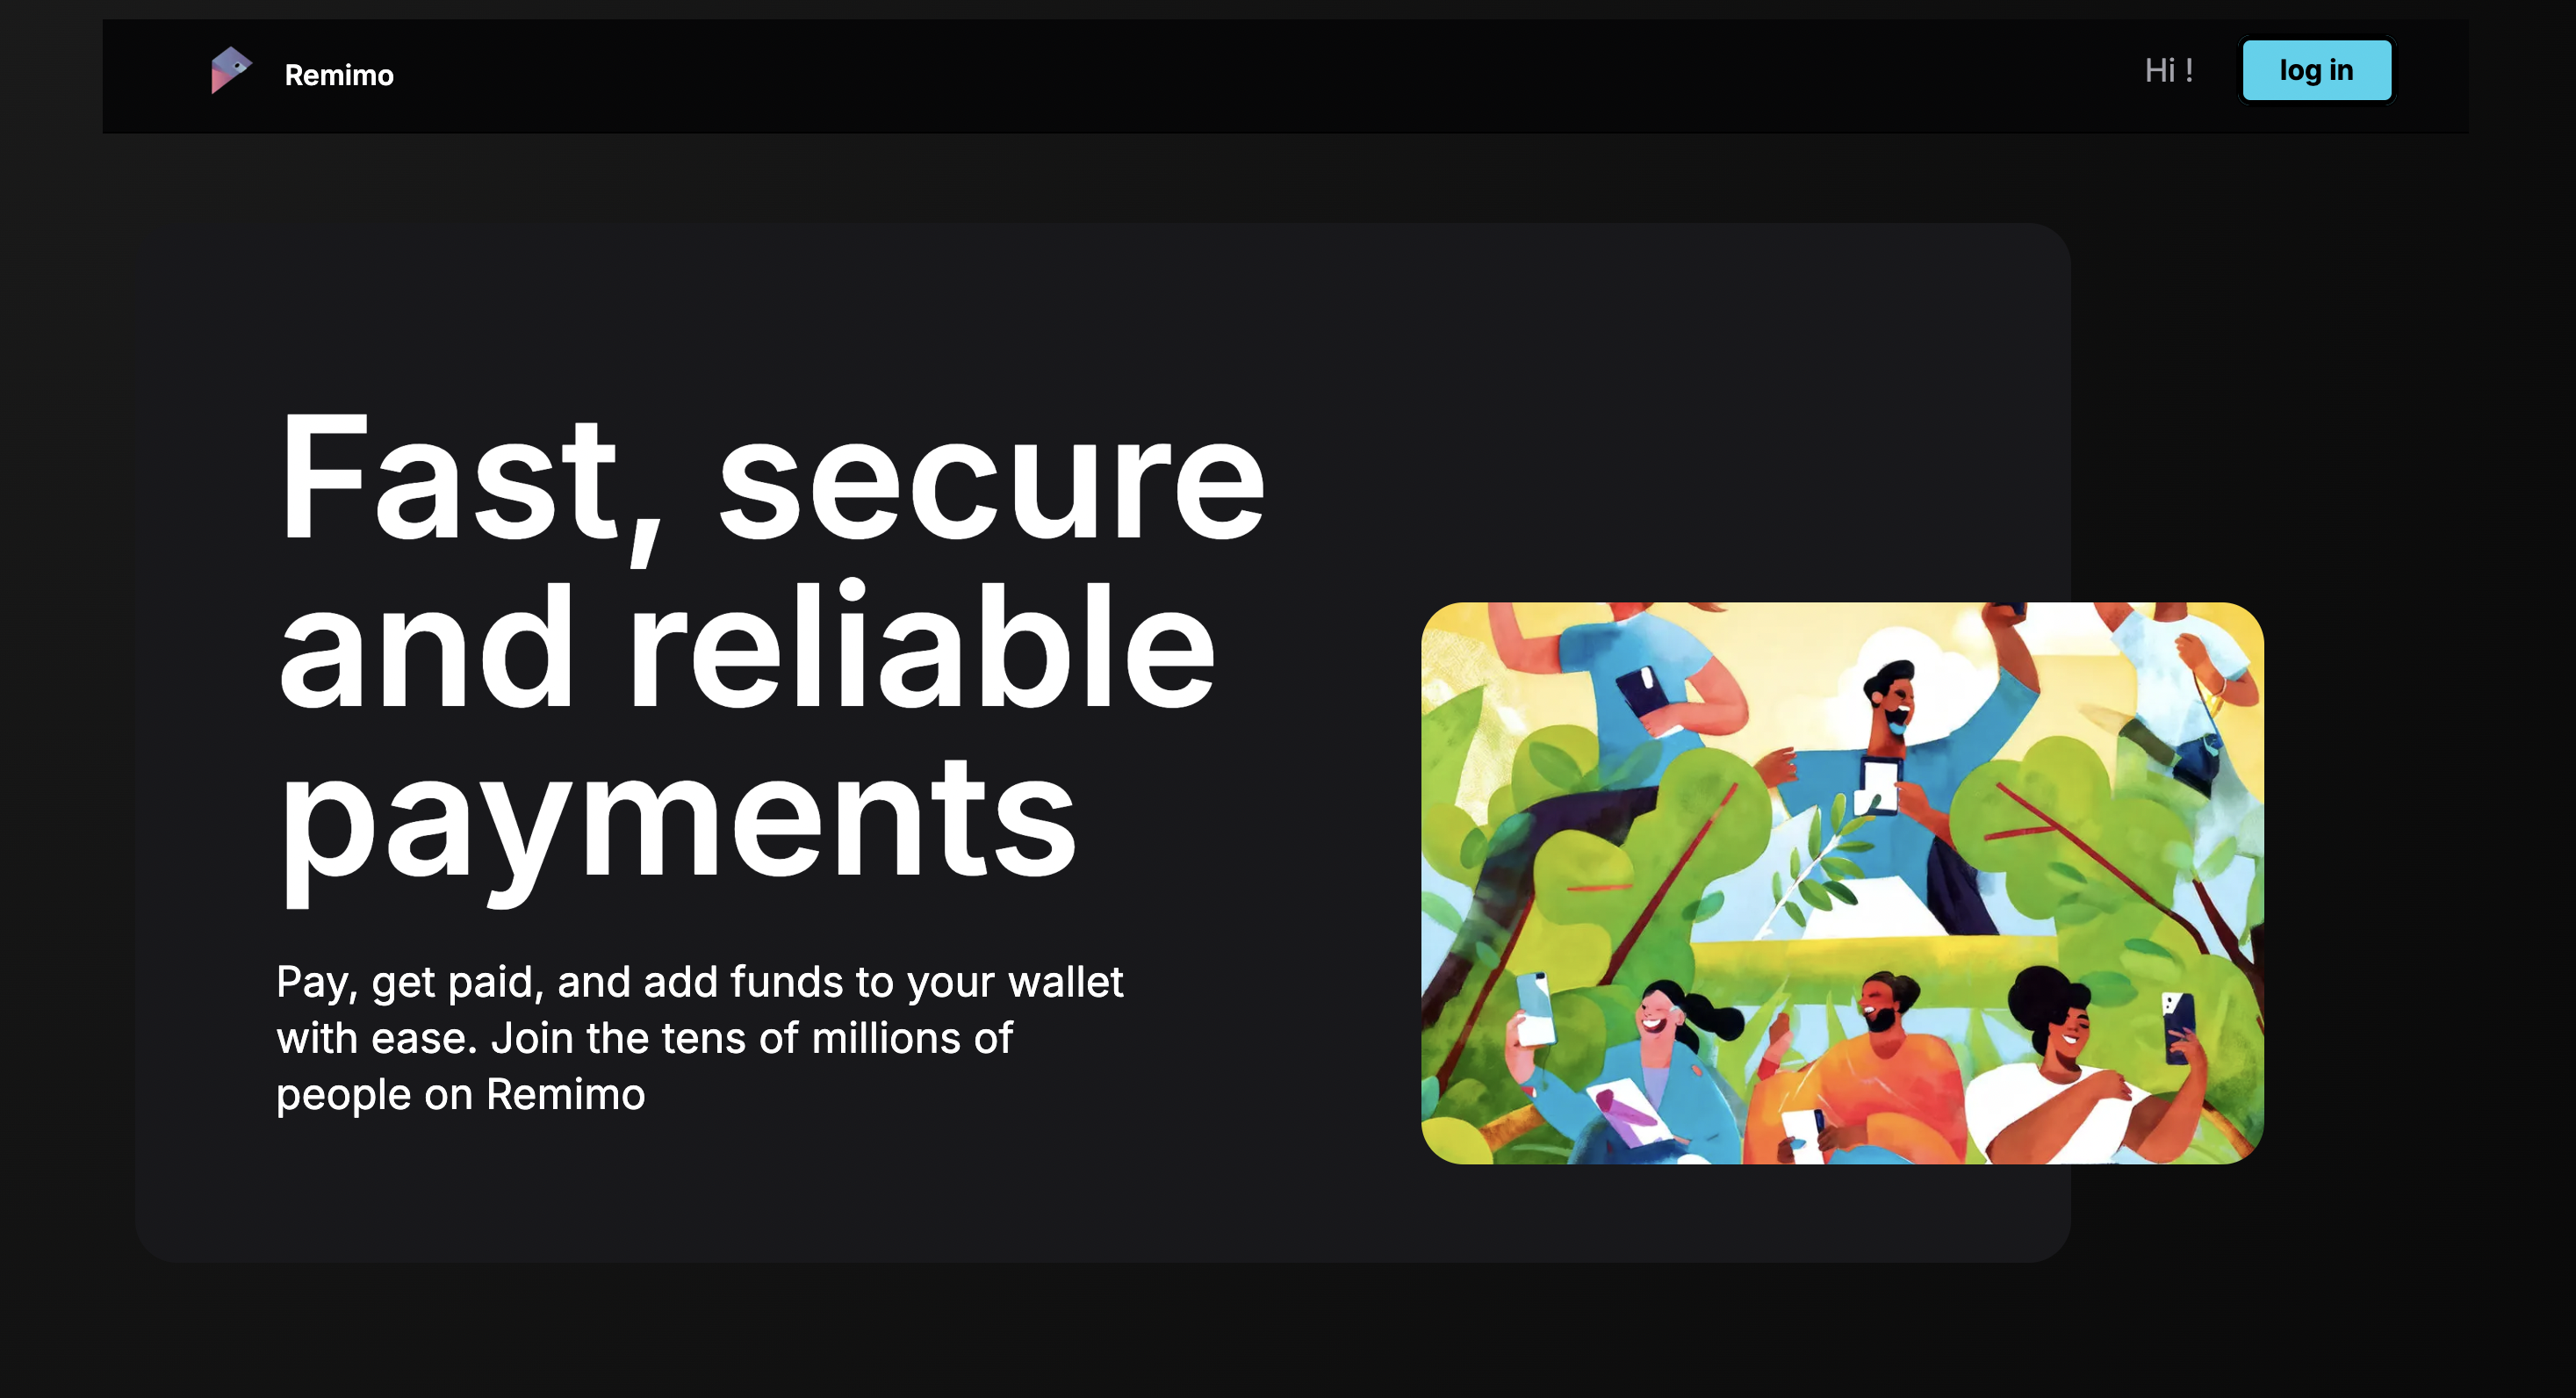 Remimo
Hi !
log in
Fast, secure
and reliable
payments
Pay, get paid, and add funds to your wallet
with ease. Join the tens of millions of
people on Remimo